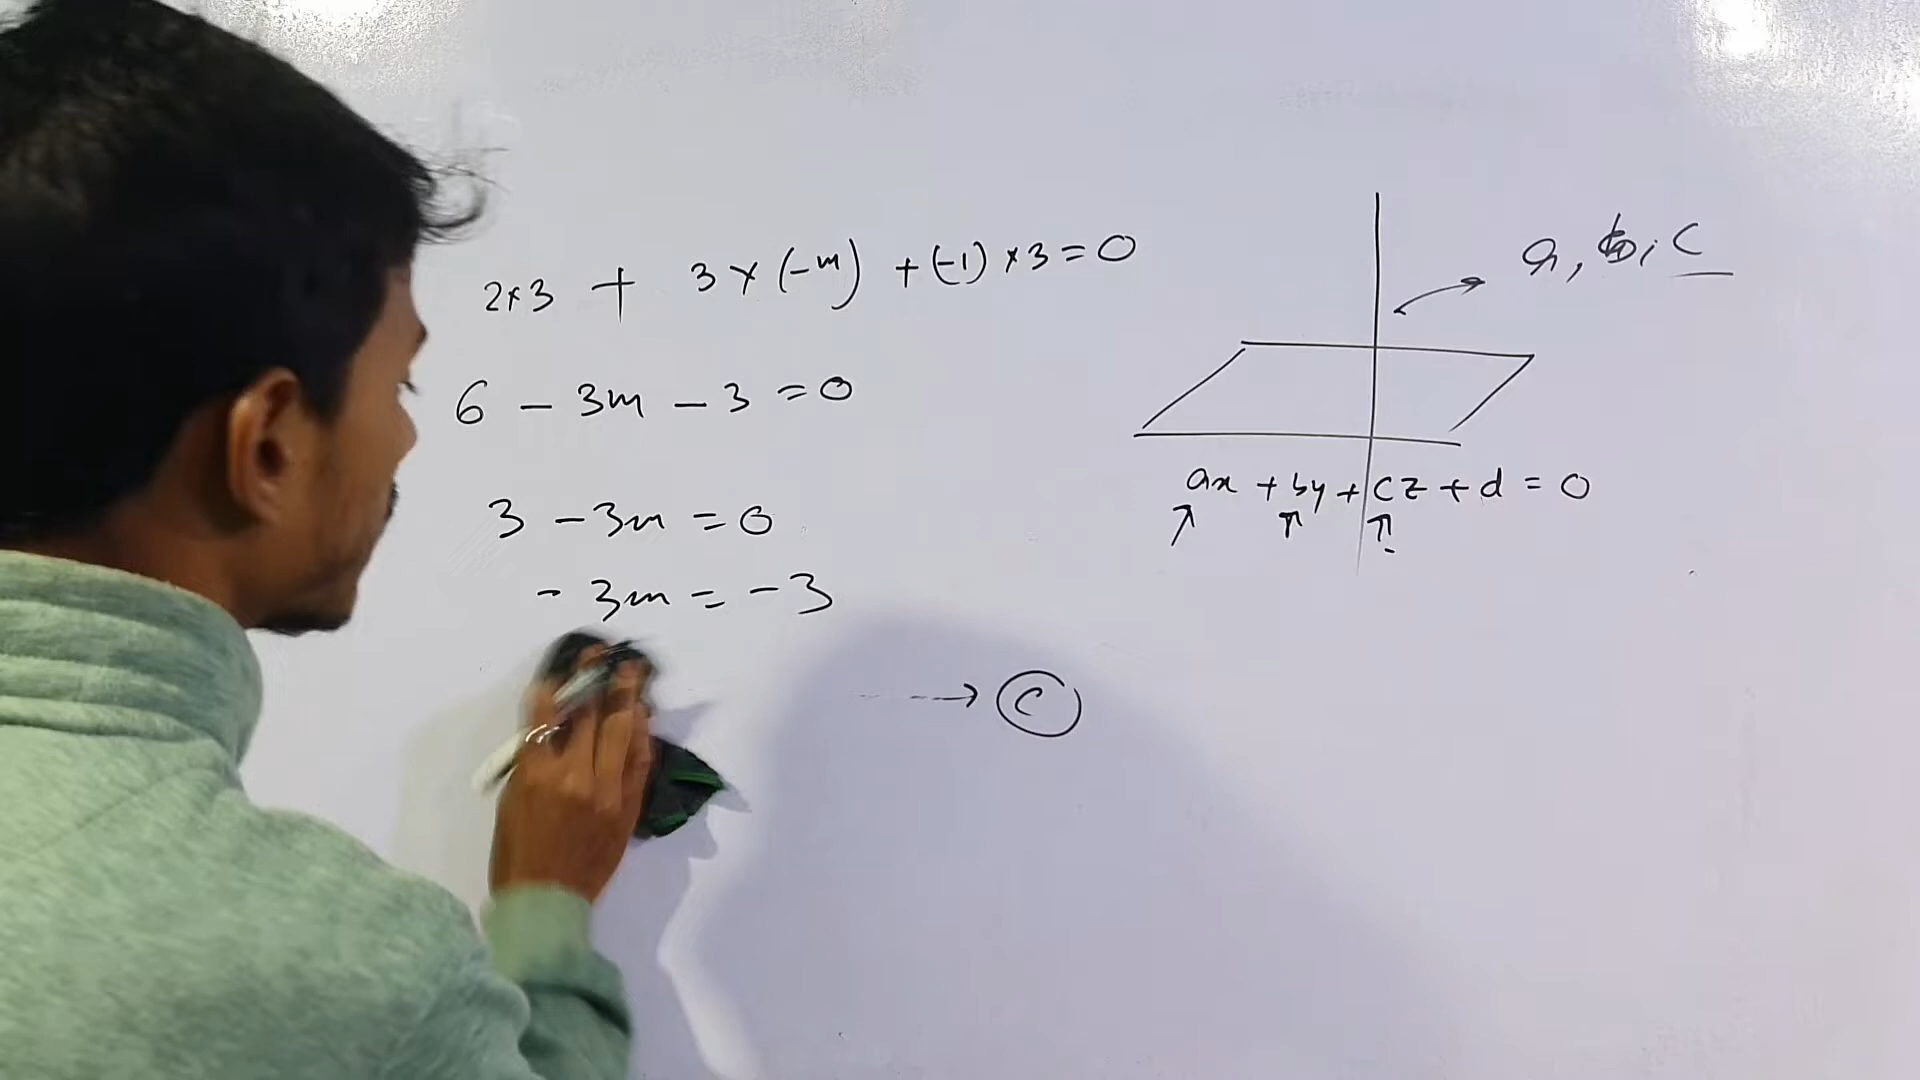 2×3 + 3×(-m) +(-1)×3=0
6 - 3m - 3 =0
3 - 3m = 0
- 3m = -3
→ C
a, b, C
ax + by + cz + d = 0